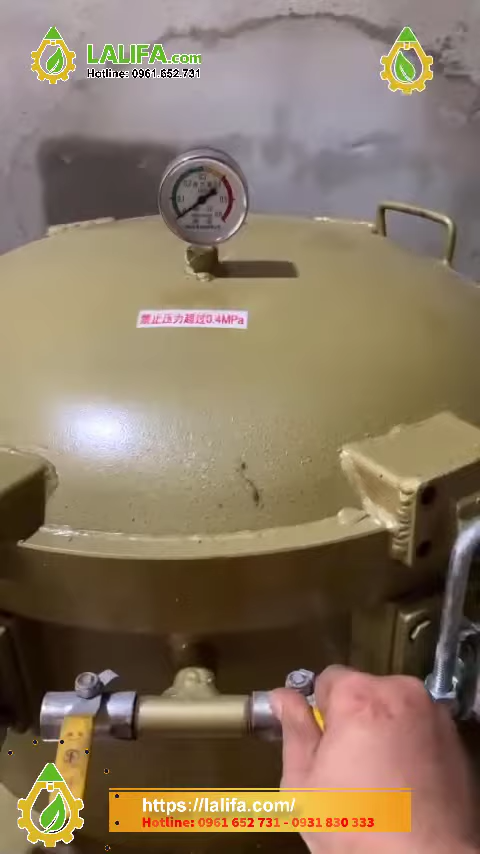 LALIFA.com
Hotline: 0961.652.731
禁止压力超过0.4MPa
https://lalifa.com/
Hotline: 0961 652 731 - 0931 830 333